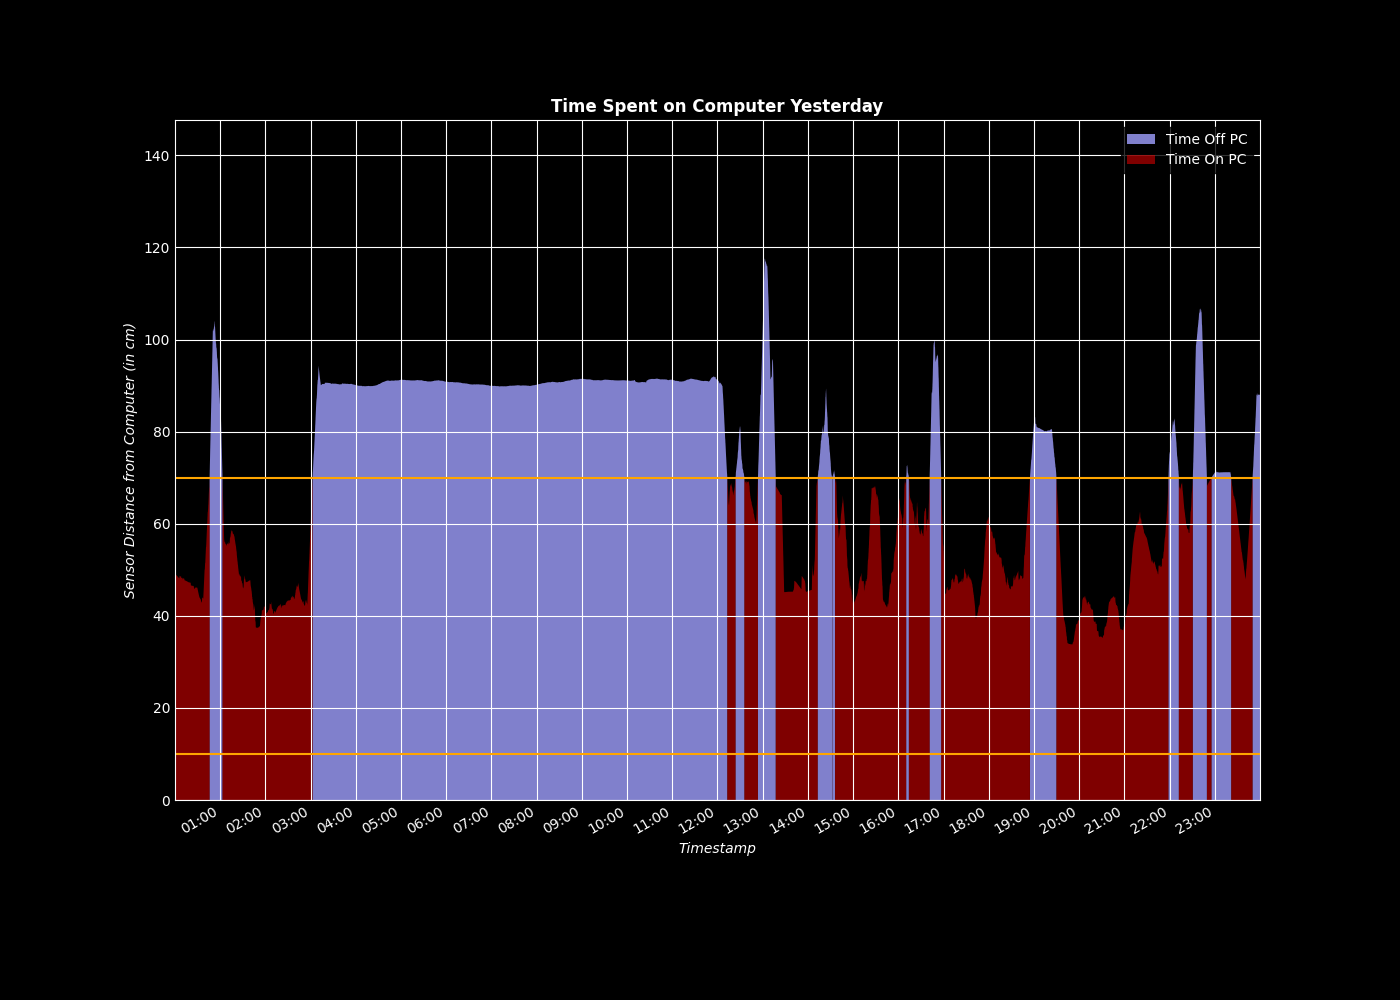 Time Spent on Computer Yesterday
Time Off PC
Time On PC
140
120
100
80
60
40
20
0
Sensor Distance from Computer (in cm)
01:00 02:00 03:00 04:00 05:00 06:00 07:00 08:00 09:00 10:00 11:00 12:00 13:00 14:00 15:00 16:00 17:00 18:00 19:00 20:00 21:00 22:00 23:00
Timestamp